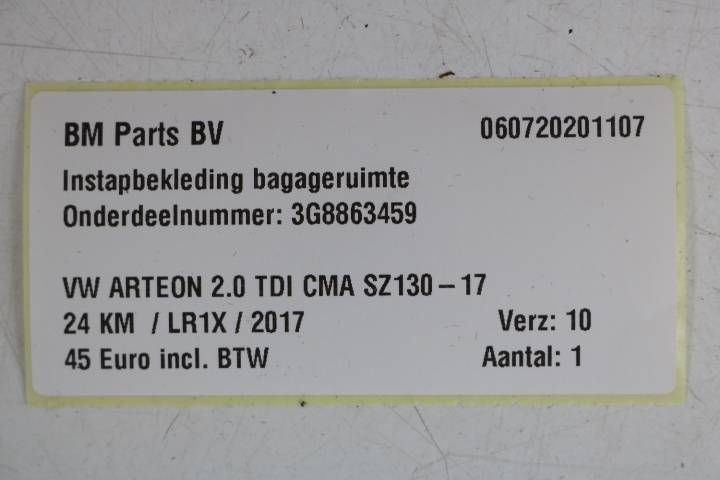 BM Parts BV 060720201107
Instapbekleding bagageruimte
Onderdeelnummer: 3G8863459
VW ARTEON 2.0 TDI CMA SZ130-17
24 KM / LR1X / 2017 Verz: 10
45 Euro incl. BTW Aantal: 1